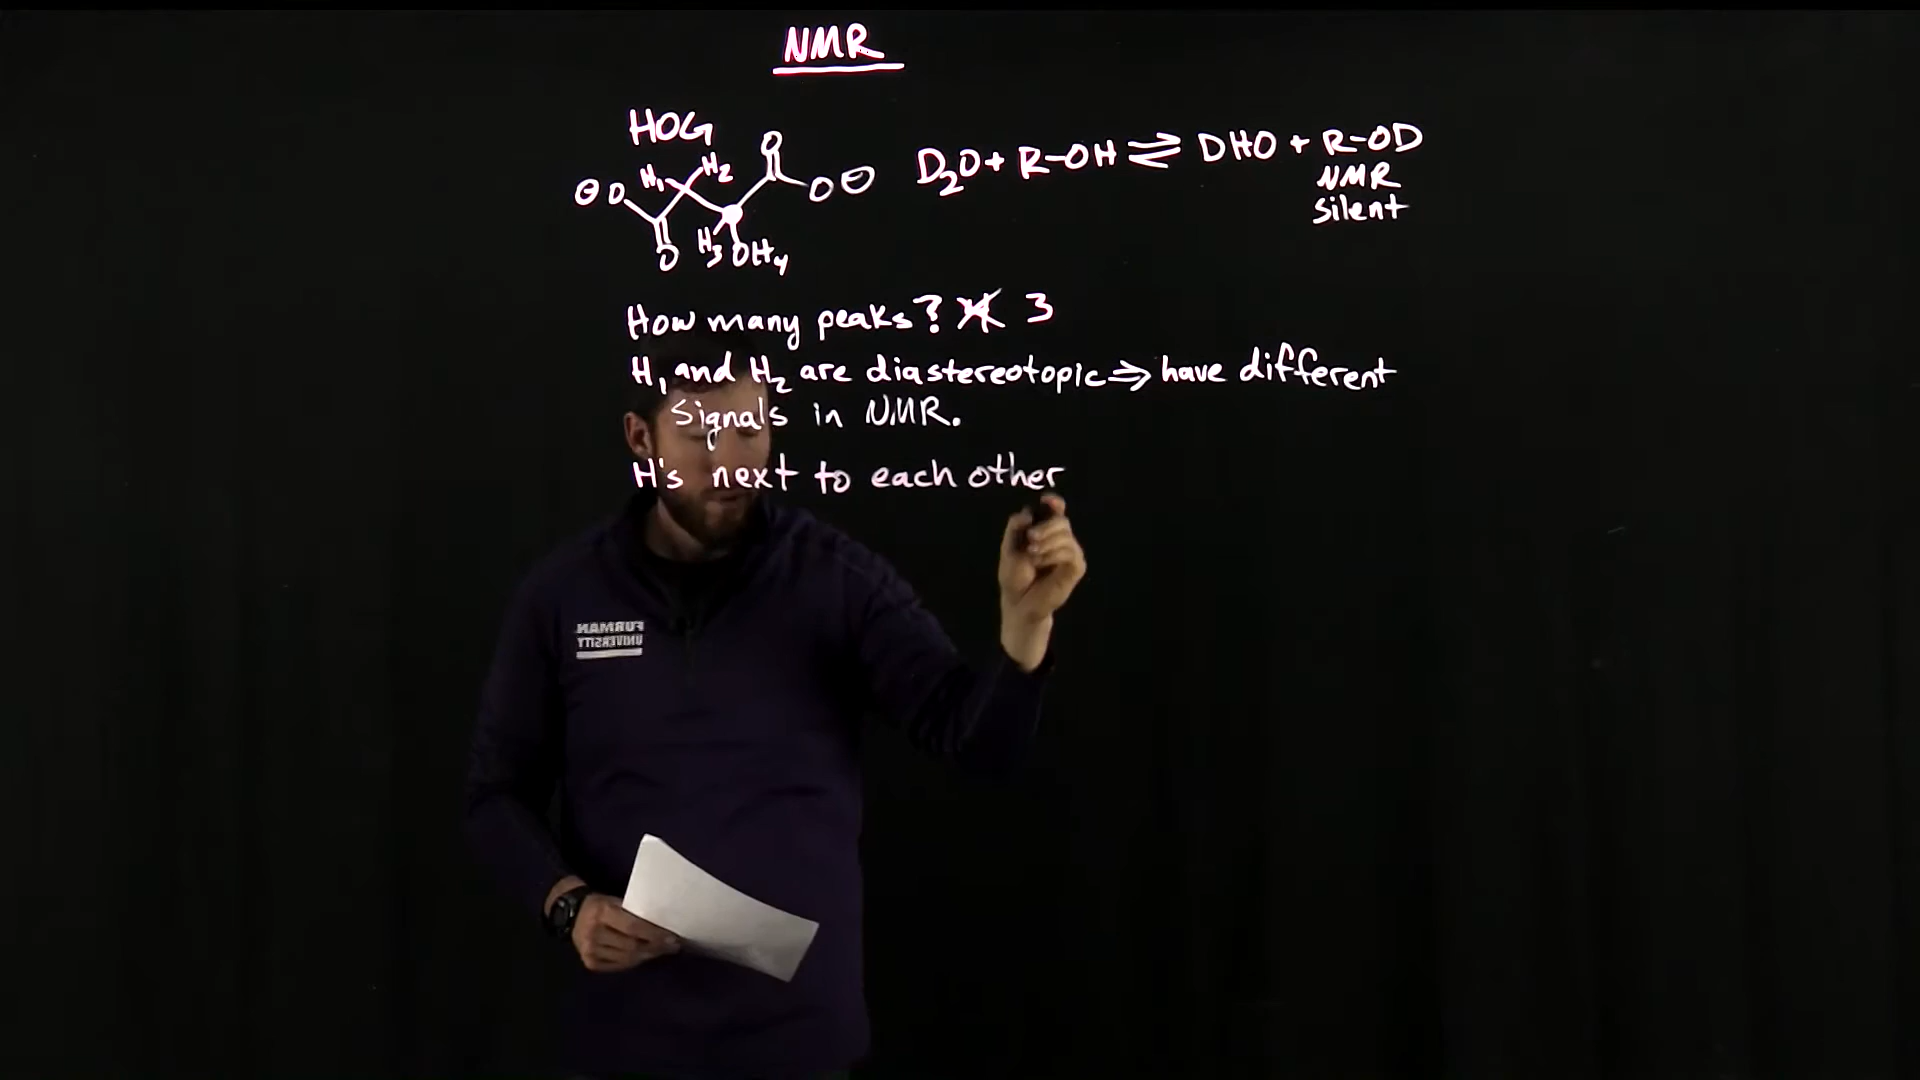 NMR
HOG
H₁ H₂ O
⊖O O⊖
O H₃ OH₄
D₂O + R-OH ⇌ DHO + R-OD
NMR
silent
How many peaks? 4 3
H₁ and H₂ are diastereotopic ⇒ have different
signals in NMR.
H's next to each other
FURMAN
UNIVERSITY